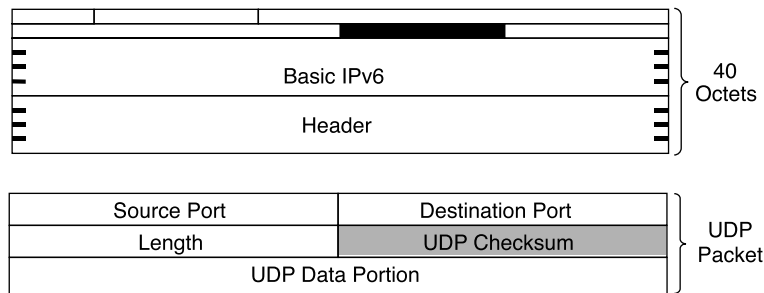 Basic IPv6
Header
40
Octets
Source Port
Destination Port
Length
UDP Checksum
UDP Data Portion
UDP
Packet